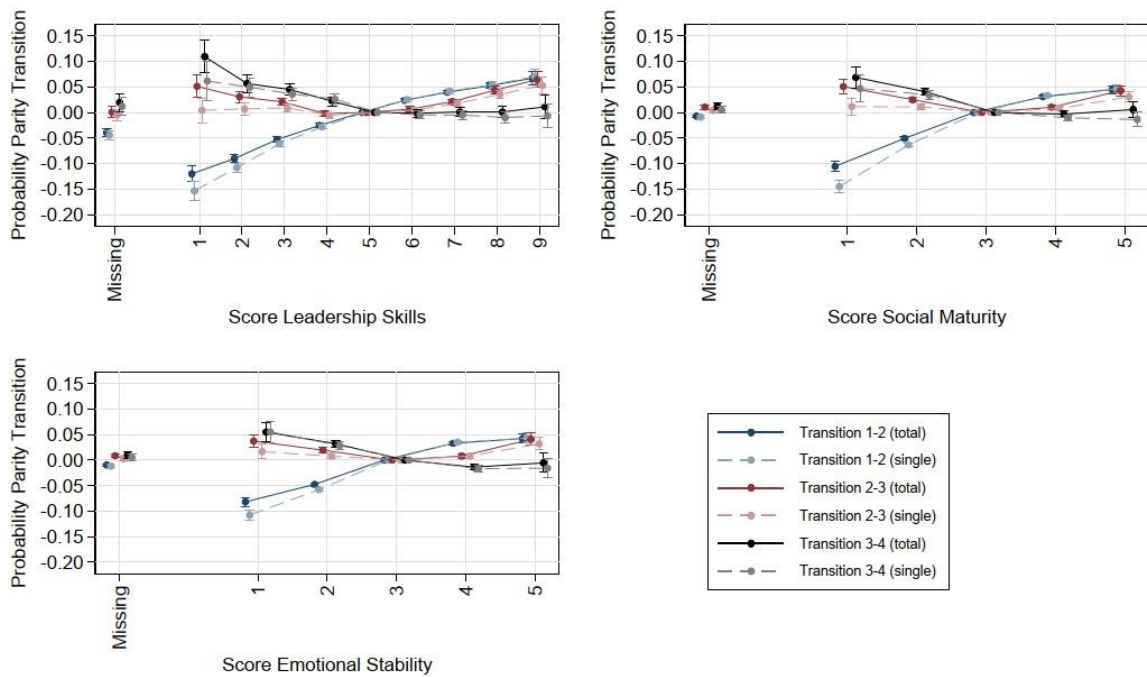 Probability Parity Transition
0.15
0.10
0.05
0.00
-0.05
-0.10
-0.15
-0.20
Missing
1
2
3
4
5
6
7
8
9
Score Leadership Skills
Probability Parity Transition
0.15
0.10
0.05
0.00
-0.05
-0.10
-0.15
-0.20
Missing
1
2
3
4
5
Score Social Maturity
Probability Pariy Transition
0.15
0.10
0.05
0.00
-0.05
-0.10
-0.15
-0.20
Missing
1
2
3
4
5
Score Emotional Stability
Transition 1-2 (total)
Transition 1-2 (single)
Transition 2-3 (total)
Transition 2-3 (single)
Transition 3-4 (total)
Transition 3-4 (single)